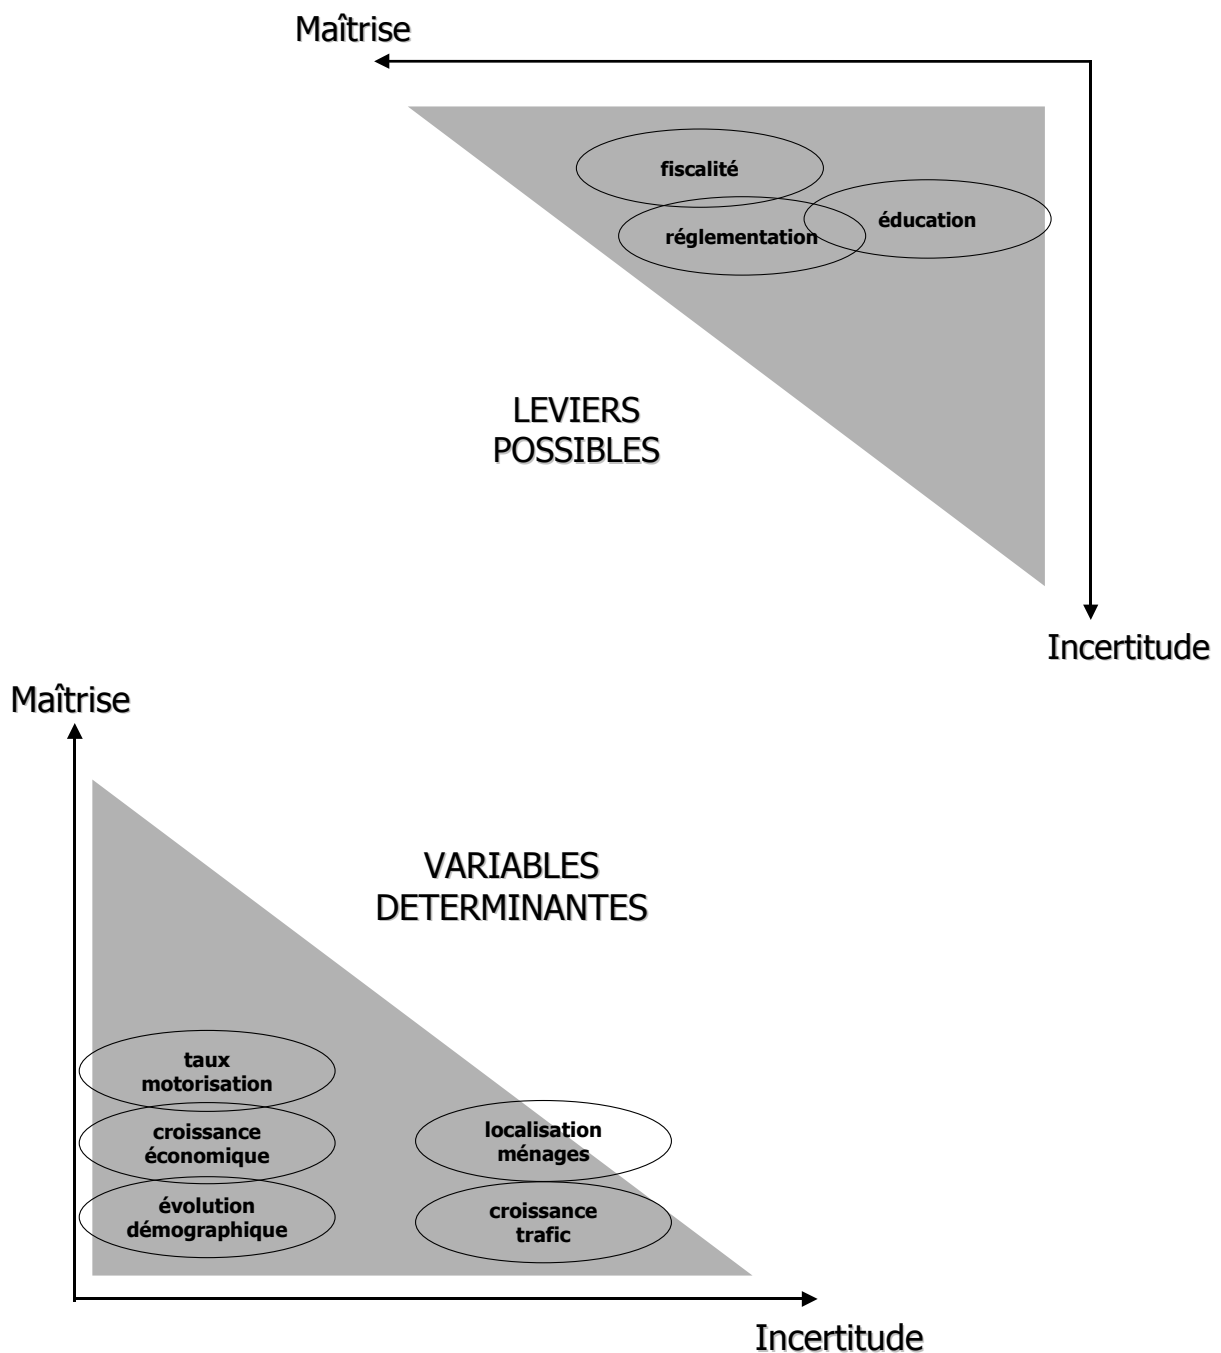 Maîtrise
fiscalité
éducation
réglementation
LEVIERS
POSSIBLES
Incertitude
Maîtrise
VARIABLES
DETERMINANTES
taux
motorisation
croissance
économique
évolution
démographique
localisation
ménages
croissance
trafic
Incertitude